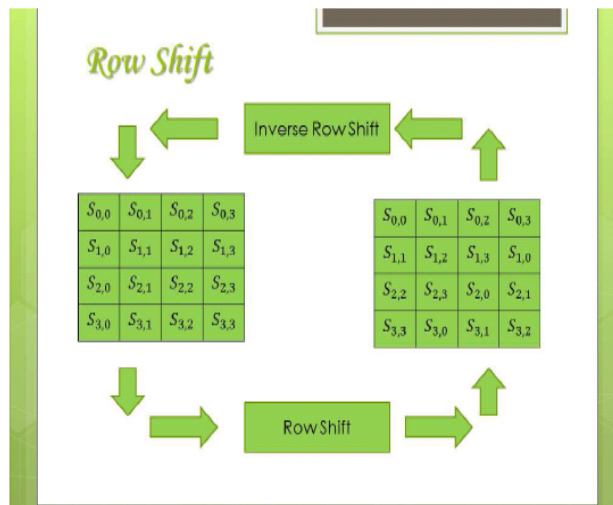 Row Shift
Inverse Row Shift
S0,0 S0,1 S0,2 S0,3
S1,0 S1,1 S1,2 S1,3
S2,0 S2,1 S2,2 S2,3
S3,0 S3,1 S3,2 S3,3
S0,0 S0,1 S0,2 S0,3
S1,1 S1,2 S1,3 S1,0
S2,2 S2,3 S2,0 S2,1
S3,3 S3,0 S3,1 S3,2
Row Shift